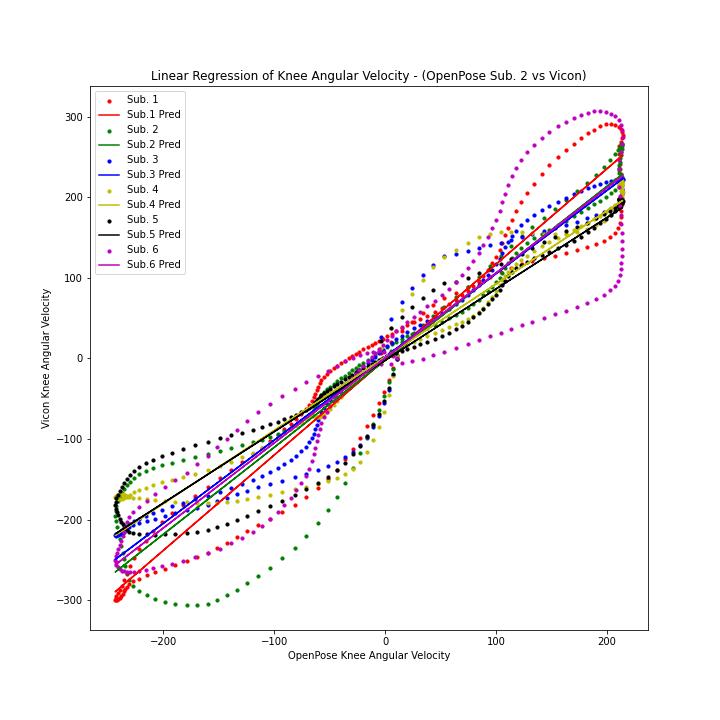 Linear Regression of Knee Angular Velocity - (OpenPose Sub. 2 vs Vicon)
Sub. 1
Sub.1 Pred
Sub. 2
Sub.2 Pred
Sub. 3
Sub.3 Pred
Sub. 4
Sub.4 Pred
Sub. 5
Sub.5 Pred
Sub. 6
Sub.6 Pred
300
200
100
0
−100
−200
−300
Vicon Knee Angular Velocity
−200
−100
0
100
200
OpenPose Knee Angular Velocity